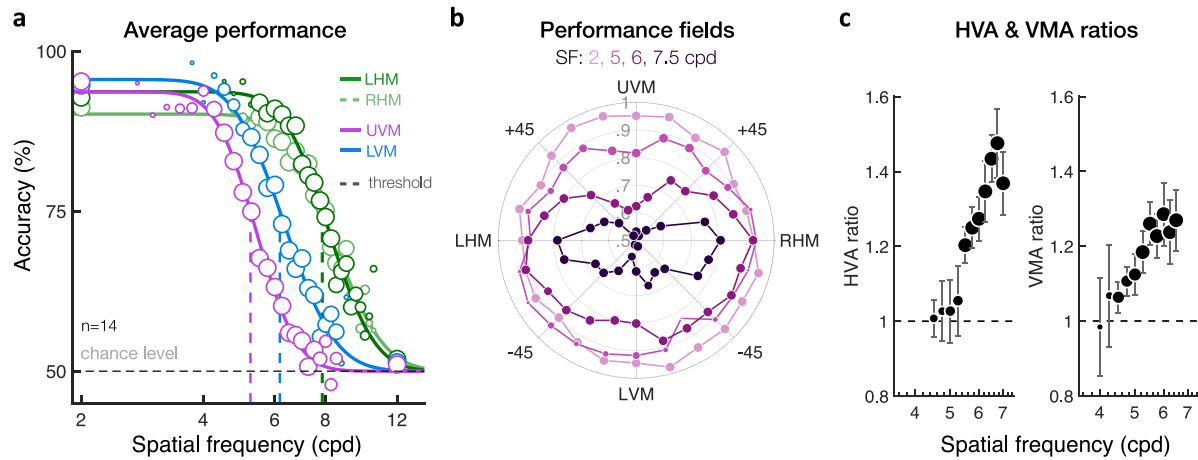 a
Average performance
100
75
50
Accuracy (%)
LHM
RHM
UVM
LVM
threshold
n=14
chance level
2
4
6
8
12
Spatial frequency (cpd)
b
Performance fields
SF: 2, 5, 6, 7.5 cpd
UVM
+45
+45
1
.9
.8
.7
.6
.5
LHM
RHM
-45
-45
LVM
c
HVA & VMA ratios
1.6
1.4
1.2
1
0.8
HVA ratio
4
5
6
7
1.6
1.4
1.2
1
0.8
VMA ratio
4
5
6
7
Spatial frequency (cpd)